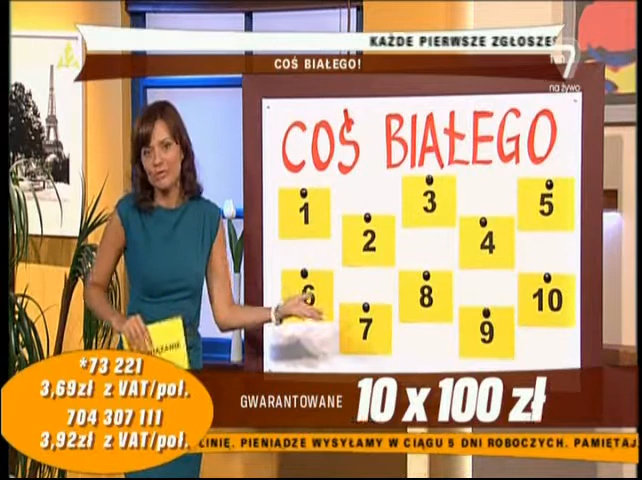 KAŻDE PIERWSZE ZGŁOSZE
COŚ BIAŁEGO!
7
na żywo
COŚ BIAŁEGO
1
2
3
4
5
6
7
8
9
10
*73 221
3,69zł z VAT/poł.
704 307 111
3,92zł z VAT/poł.
GWARANTOWANE 10 x 100 zł
LINIĘ. PIENIĄDZE WYSYŁAMY W CIĄGU 5 DNI ROBOCZYCH. PAMIĘTAJ